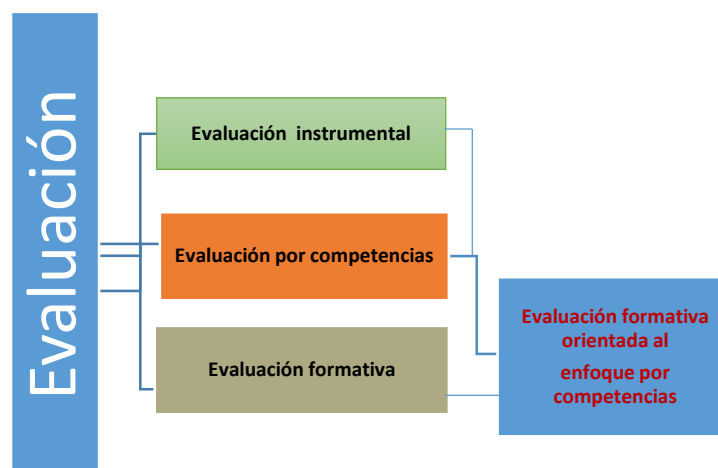 Evaluación
Evaluación instrumental
Evaluación por competencias
Evaluación formativa
Evaluación formativa
orientada al
enfoque por
competencias